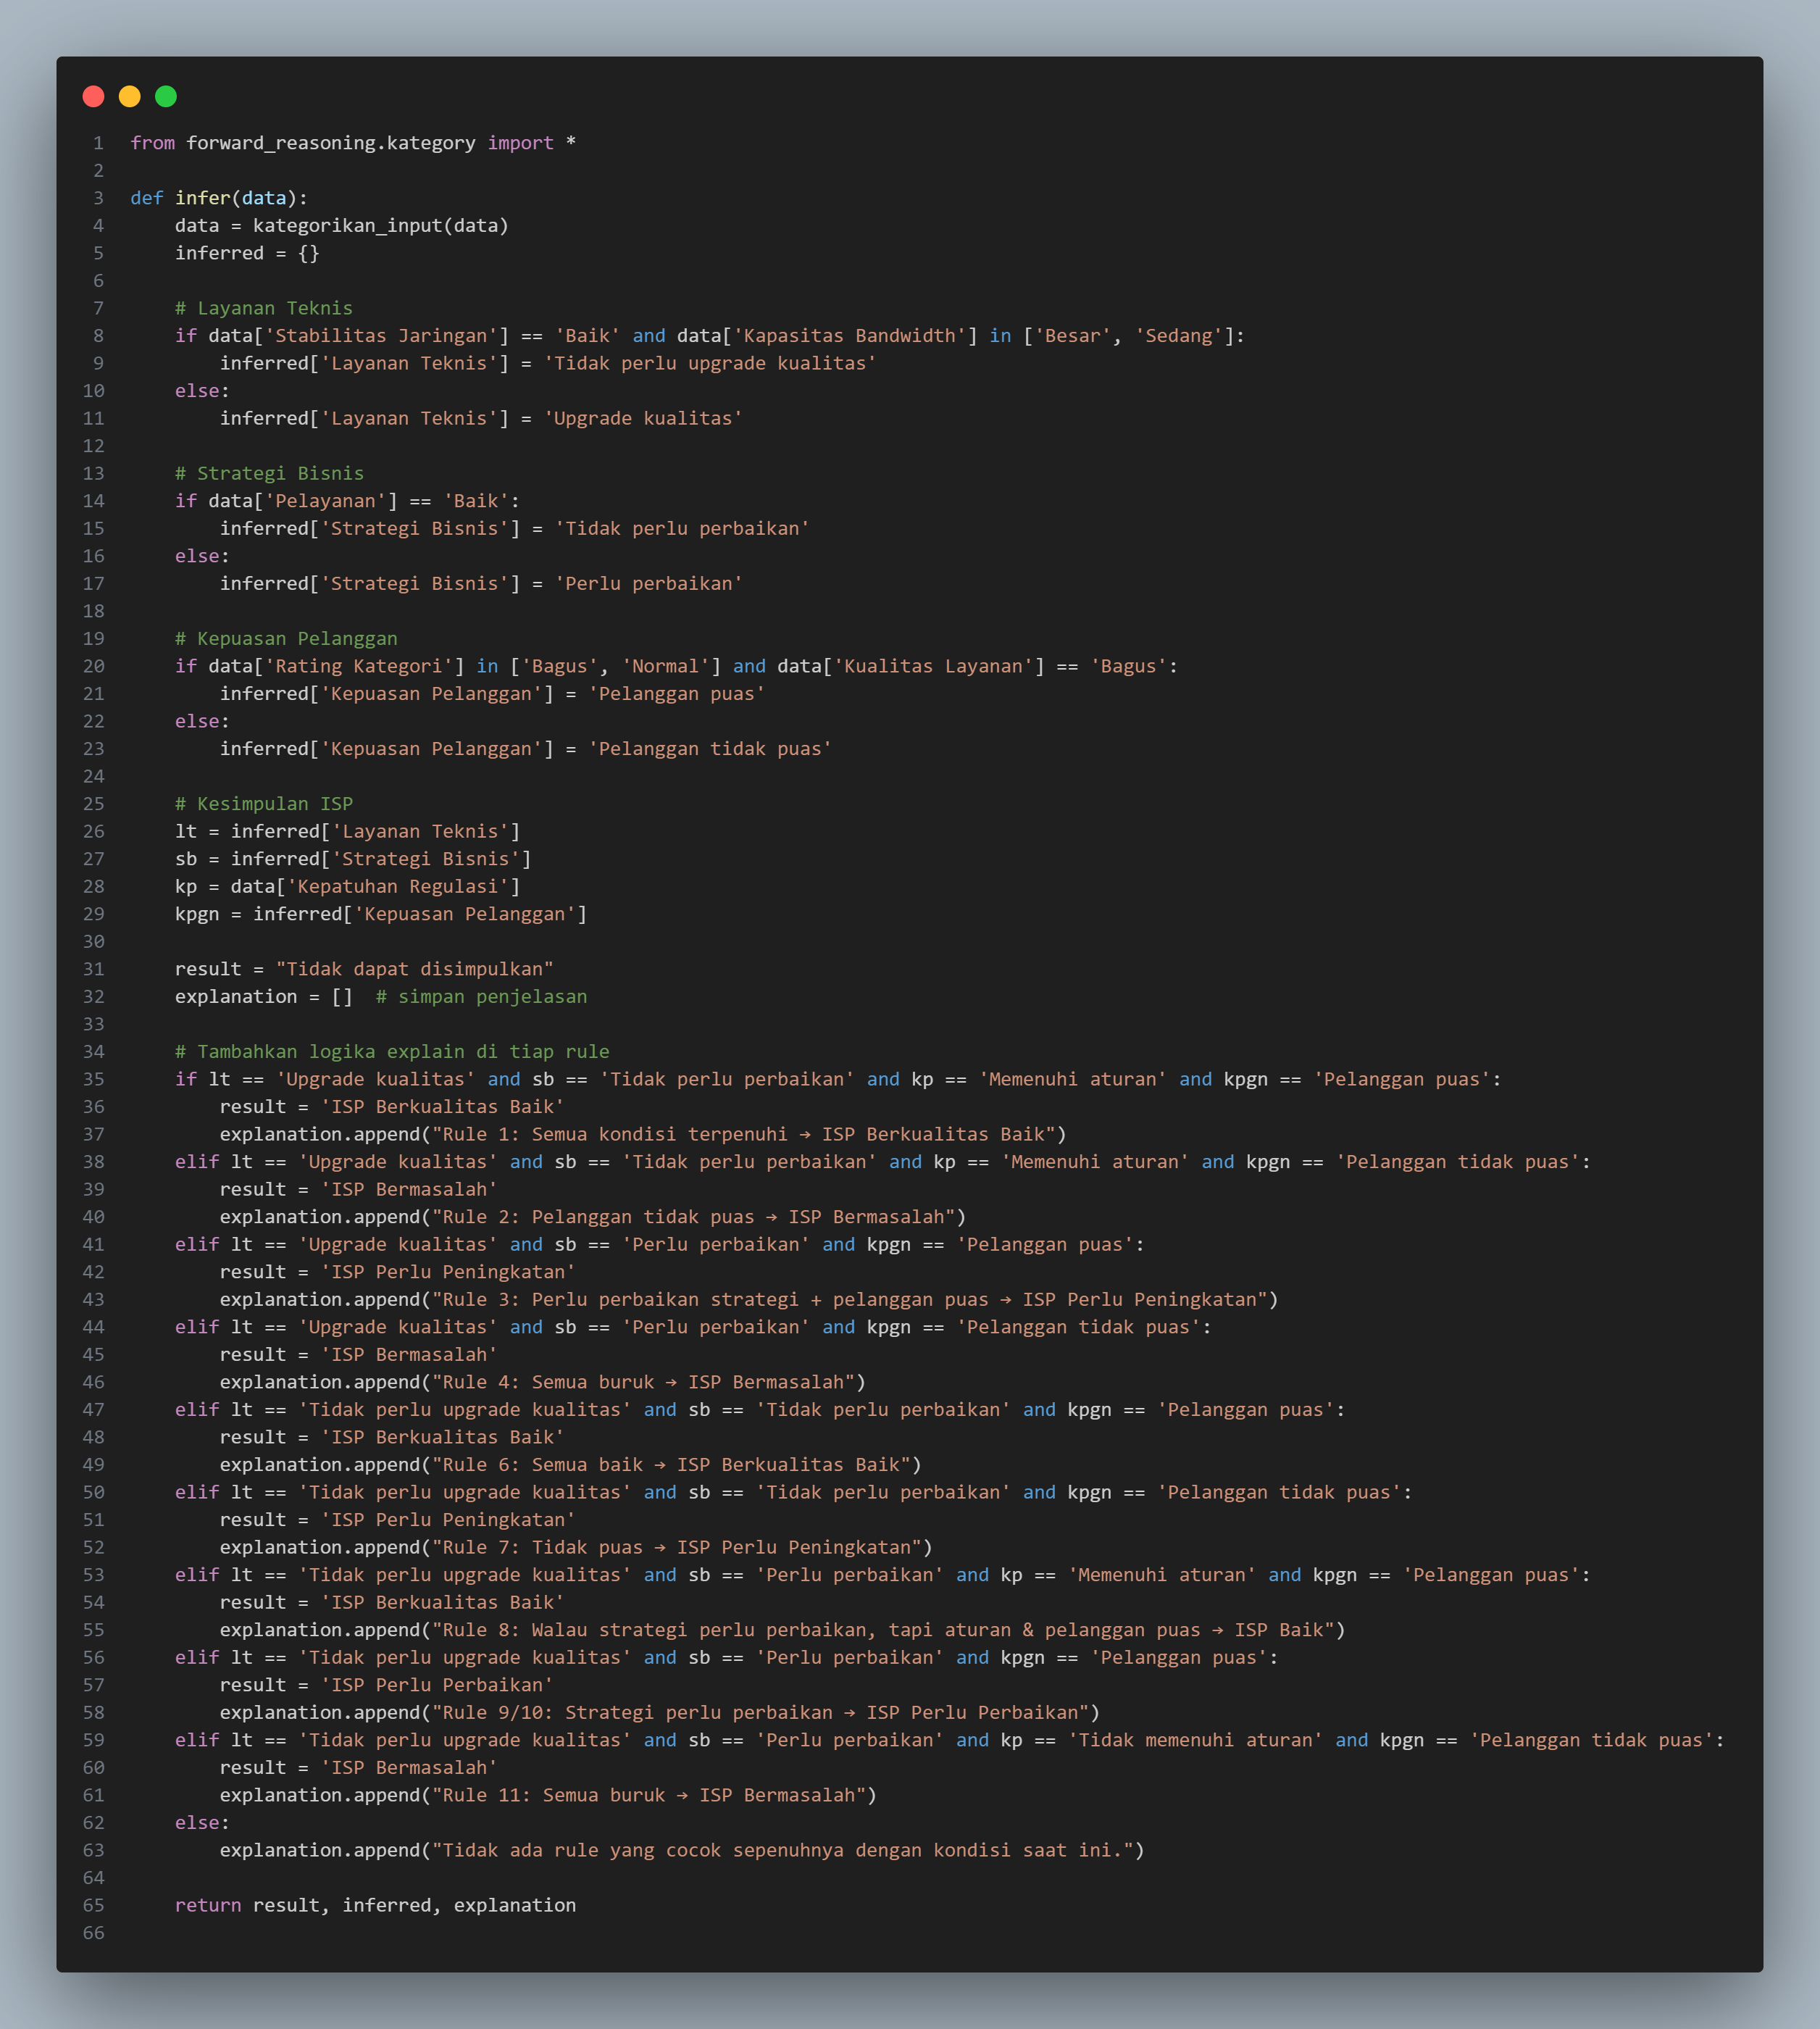 1 from forward_reasoning.kategory import *
2
3 def infer(data):
4     data = kategorikan_input(data)
5     inferred = {}
6
7     # Layanan Teknis
8     if data['Stabilitas Jaringan'] == 'Baik' and data['Kapasitas Bandwidth'] in ['Besar', 'Sedang']:
9         inferred['Layanan Teknis'] = 'Tidak perlu upgrade kualitas'
10     else:
11         inferred['Layanan Teknis'] = 'Upgrade kualitas'
12
13     # Strategi Bisnis
14     if data['Pelayanan'] == 'Baik':
15         inferred['Strategi Bisnis'] = 'Tidak perlu perbaikan'
16     else:
17         inferred['Strategi Bisnis'] = 'Perlu perbaikan'
18
19     # Kepuasan Pelanggan
20     if data['Rating Kategori'] in ['Bagus', 'Normal'] and data['Kualitas Layanan'] == 'Bagus':
21         inferred['Kepuasan Pelanggan'] = 'Pelanggan puas'
22     else:
23         inferred['Kepuasan Pelanggan'] = 'Pelanggan tidak puas'
24
25     # Kesimpulan ISP
26     lt = inferred['Layanan Teknis']
27     sb = inferred['Strategi Bisnis']
28     kp = data['Kepatuhan Regulasi']
29     kpgn = inferred['Kepuasan Pelanggan']
30
31     result = "Tidak dapat disimpulkan"
32     explanation = []  # simpan penjelasan
33
34     # Tambahkan logika explain di tiap rule
35     if lt == 'Upgrade kualitas' and sb == 'Tidak perlu perbaikan' and kp == 'Memenuhi aturan' and kpgn == 'Pelanggan puas':
36         result = 'ISP Berkualitas Baik'
37         explanation.append("Rule 1: Semua kondisi terpenuhi → ISP Berkualitas Baik")
38     elif lt == 'Upgrade kualitas' and sb == 'Tidak perlu perbaikan' and kp == 'Memenuhi aturan' and kpgn == 'Pelanggan tidak puas':
39         result = 'ISP Bermasalah'
40         explanation.append("Rule 2: Pelanggan tidak puas → ISP Bermasalah")
41     elif lt == 'Upgrade kualitas' and sb == 'Perlu perbaikan' and kpgn == 'Pelanggan puas':
42         result = 'ISP Perlu Peningkatan'
43         explanation.append("Rule 3: Perlu perbaikan strategi + pelanggan puas → ISP Perlu Peningkatan")
44     elif lt == 'Upgrade kualitas' and sb == 'Perlu perbaikan' and kpgn == 'Pelanggan tidak puas':
45         result = 'ISP Bermasalah'
46         explanation.append("Rule 4: Semua buruk → ISP Bermasalah")
47     elif lt == 'Tidak perlu upgrade kualitas' and sb == 'Tidak perlu perbaikan' and kpgn == 'Pelanggan puas':
48         result = 'ISP Berkualitas Baik'
49         explanation.append("Rule 6: Semua baik → ISP Berkualitas Baik")
50     elif lt == 'Tidak perlu upgrade kualitas' and sb == 'Tidak perlu perbaikan' and kpgn == 'Pelanggan tidak puas':
51         result = 'ISP Perlu Peningkatan'
52         explanation.append("Rule 7: Tidak puas → ISP Perlu Peningkatan")
53     elif lt == 'Tidak perlu upgrade kualitas' and sb == 'Perlu perbaikan' and kp == 'Memenuhi aturan' and kpgn == 'Pelanggan puas':
54         result = 'ISP Berkualitas Baik'
55         explanation.append("Rule 8: Walau strategi perlu perbaikan, tapi aturan & pelanggan puas → ISP Baik")
56     elif lt == 'Tidak perlu upgrade kualitas' and sb == 'Perlu perbaikan' and kpgn == 'Pelanggan puas':
57         result = 'ISP Perlu Perbaikan'
58         explanation.append("Rule 9/10: Strategi perlu perbaikan → ISP Perlu Perbaikan")
59     elif lt == 'Tidak perlu upgrade kualitas' and sb == 'Perlu perbaikan' and kp == 'Tidak memenuhi aturan' and kpgn == 'Pelanggan tidak puas':
60         result = 'ISP Bermasalah'
61         explanation.append("Rule 11: Semua buruk → ISP Bermasalah")
62     else:
63         explanation.append("Tidak ada rule yang cocok sepenuhnya dengan kondisi saat ini.")
64
65     return result, inferred, explanation
66